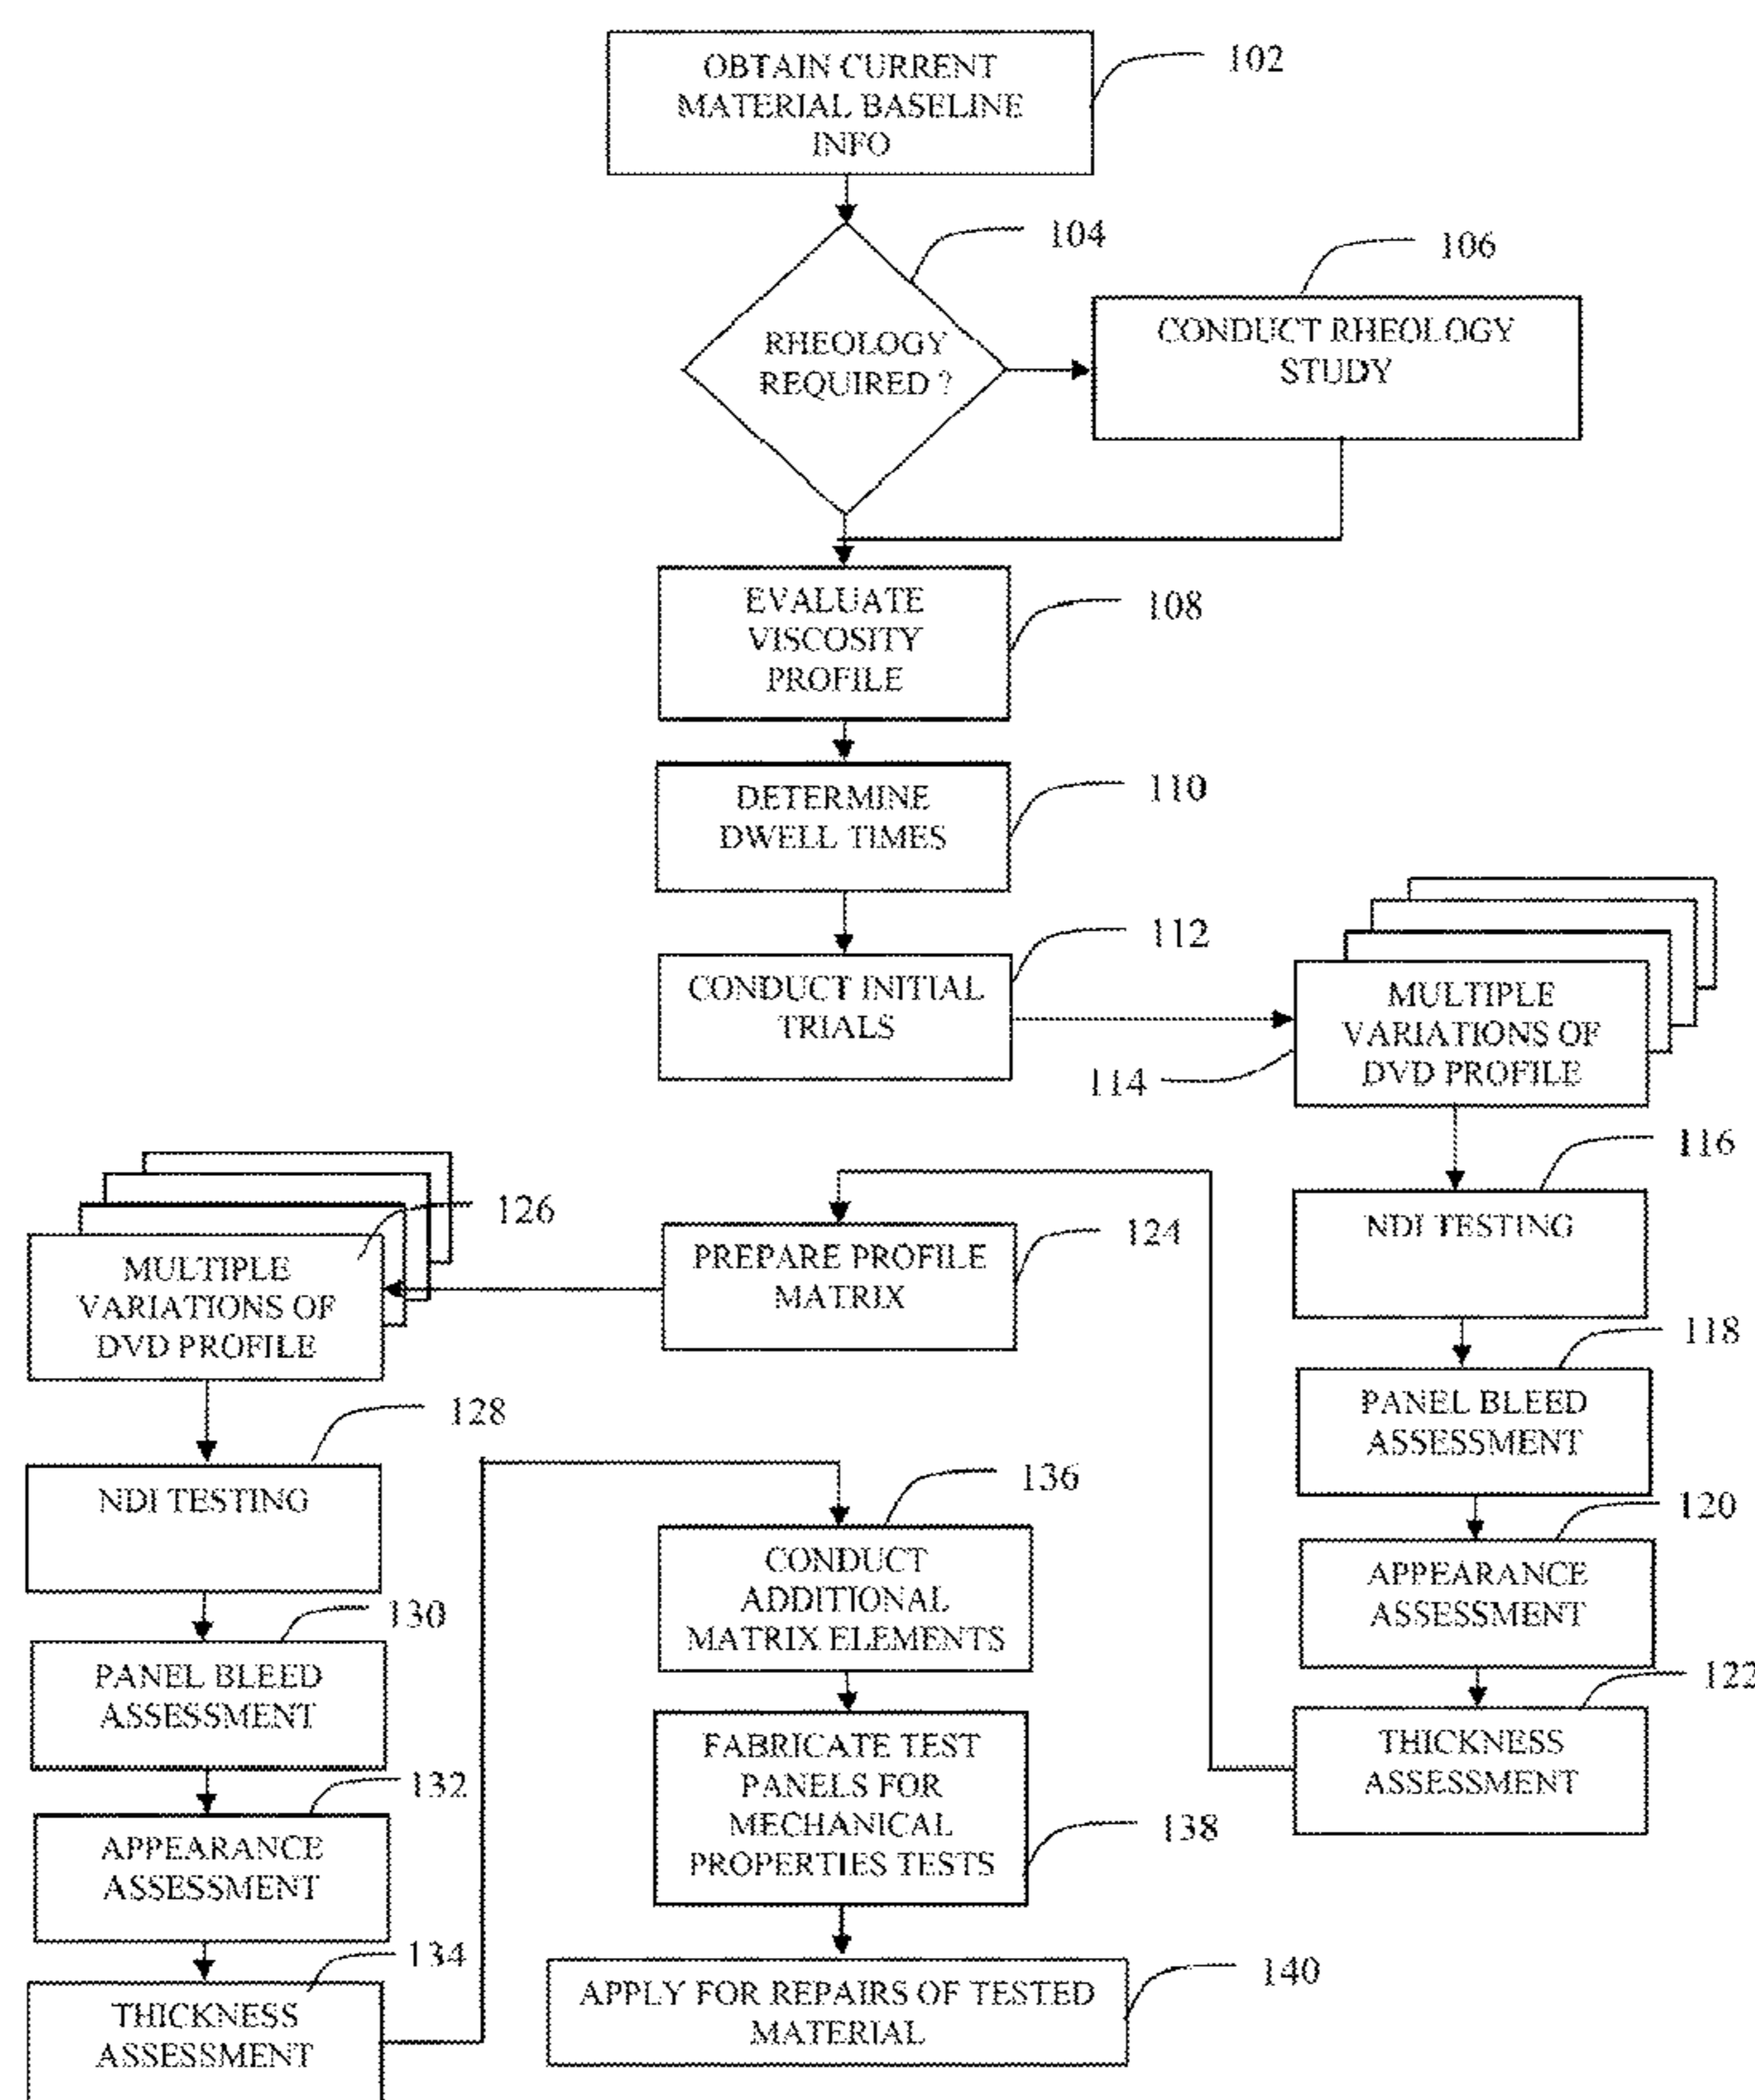 OBTAIN CURRENT
MATERIAL BASELINE
INFO
102
104
RHEOLOGY
REQUIRED ?
106
CONDUCT RHEOLOGY
STUDY
EVALUATE
VISCOSITY
PROFILE
108
DETERMINE
DWELL TIMES
110
CONDUCT INITIAL
TRIALS
112
MULTIPLE
VARIATIONS OF
DVD PROFILE
114
NDI TESTING
116
PANEL BLEED
ASSESSMENT
118
APPEARANCE
ASSESSMENT
120
THICKNESS
ASSESSMENT
122
PREPARE PROFILE
MATRIX
124
MULTIPLE
VARIATIONS OF
DVD PROFILE
126
NDI TESTING
128
PANEL BLEED
ASSESSMENT
130
APPEARANCE
ASSESSMENT
132
THICKNESS
ASSESSMENT
134
CONDUCT
ADDITIONAL
MATRIX ELEMENTS
136
FABRICATE TEST
PANELS FOR
MECHANICAL
PROPERTIES TESTS
138
APPLY FOR REPAIRS OF TESTED
MATERIAL
140